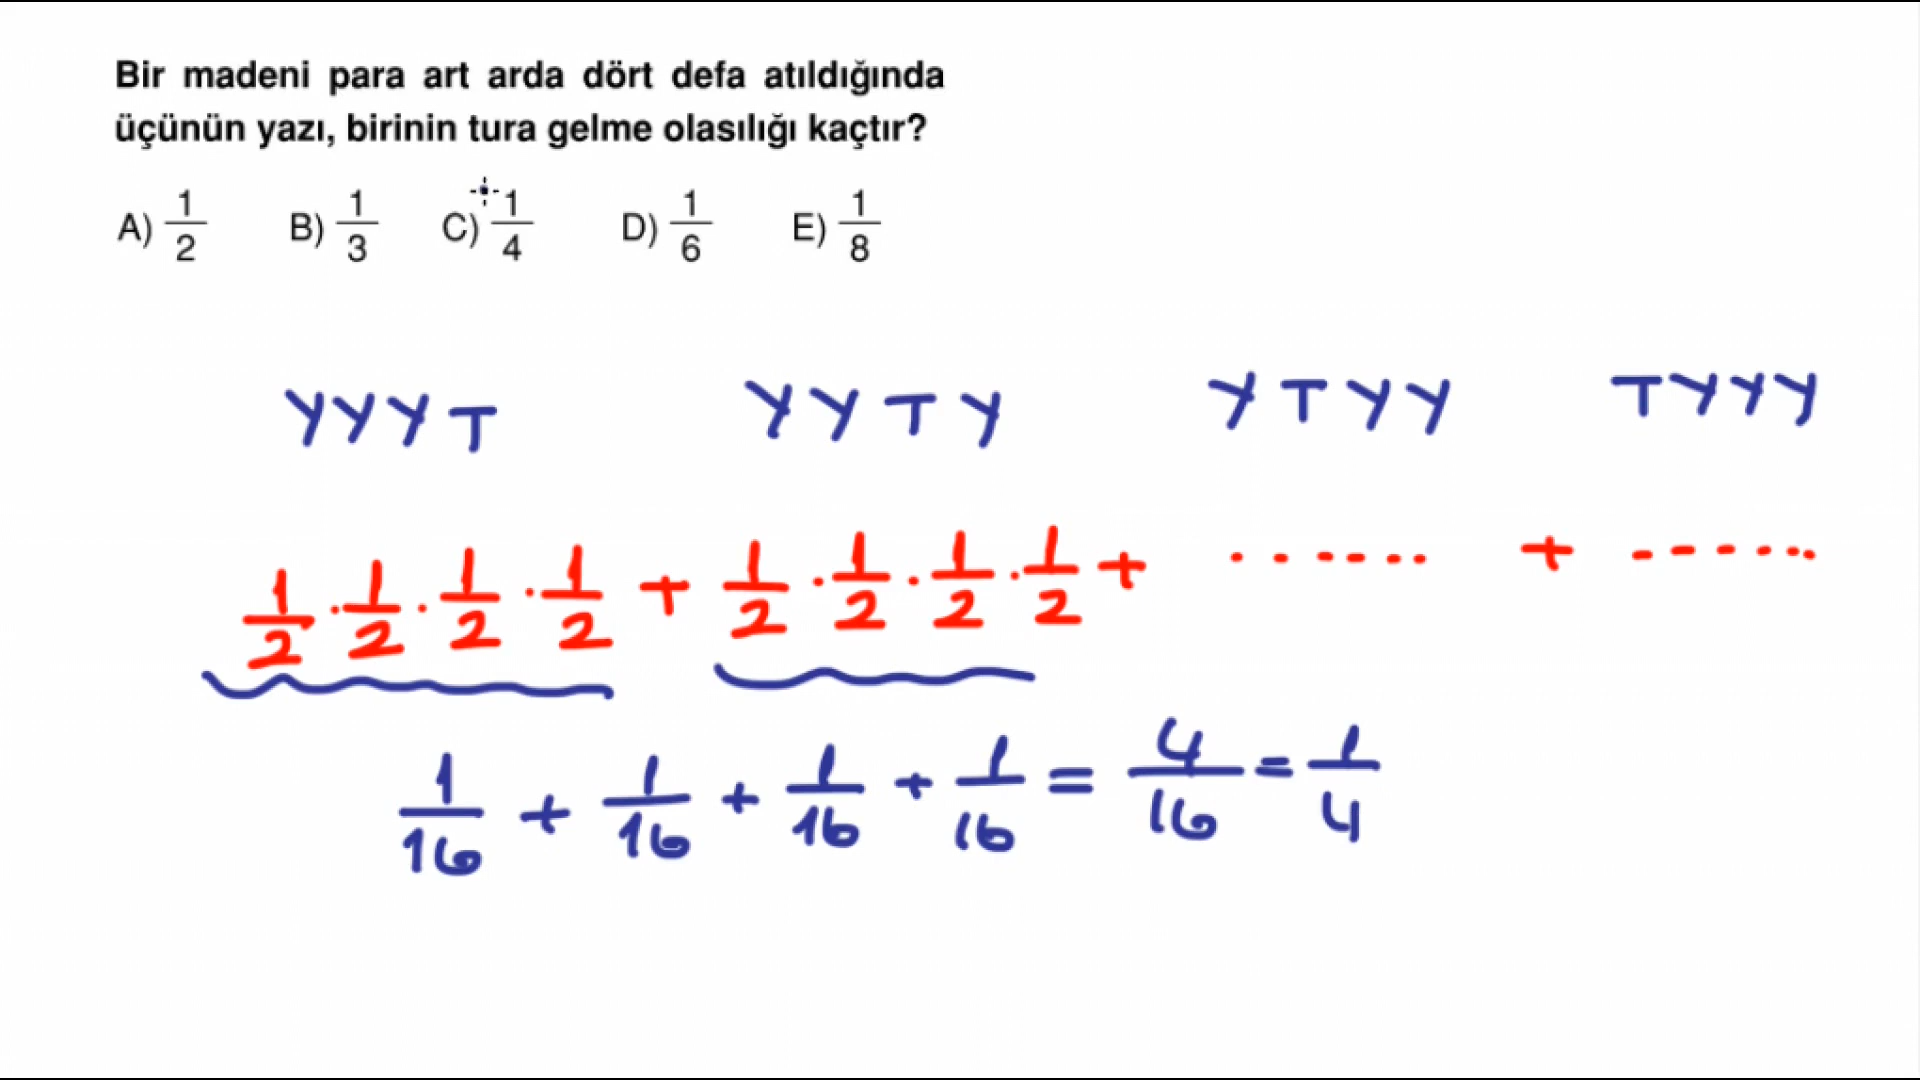 Bir madeni para art arda dört defa atıldığında
üçünün yazı, birinin tura gelme olasılığı kaçtır?
A) 1/2 B) 1/3 C) 1/4 D) 1/6 E) 1/8
YYYT YYTY YTYY TYYY
1/2 . 1/2 . 1/2 . 1/2 + 1/2 . 1/2 . 1/2 . 1/2 + ...... + ......
1/16 + 1/16 + 1/16 + 1/16 = 4/16 = 1/4